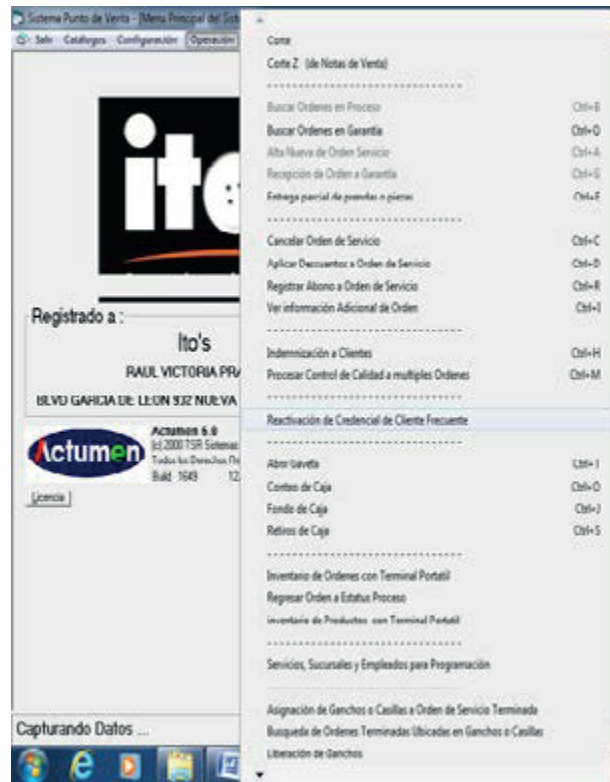 Sistema Punto de Venta - [Menu Principal del Sist
Salir Catálogos Configuración Operación
ito
Registrado a :
Ito's
RAUL VICTORIA PRA
BLVD GARCIA DE LEON 932 NUEVA
Actumen
Actumen 6.0
(c) 2000 TSR Sistemas
Todos los Derechos Re
Build 1649 12.
Licencia
Capturando Datos ...
Corte
Corte Z (de Notas de Venta)
Buscar Ordenes en Proceso Ctrl+B
Buscar Ordenes en Garantía Ctrl+Q
Alta Nueva de Orden Servicio Ctrl+A
Recepción de Orden a Garantía Ctrl+G
Entrega parcial de prendas o piezas Ctrl+E
Cancelar Orden de Servicio Ctrl+C
Aplicar Descuentos a Orden de Servicio Ctrl+D
Registrar Abono a Orden de Servicio Ctrl+R
Ver información Adicional de Orden Ctrl+I
Indemnización a Clientes Ctrl+H
Procesar Control de Calidad a multiples Ordenes Ctrl+M
Reactivación de Credencial de Cliente Frecuente
Abrir Gaveta
Conteo de Caja Ctrl+O
Fondo de Caja Ctrl+J
Retiros de Caja Ctrl+S
Inventario de Ordenes con Terminal Portatil
Regresar Orden a Estatus Proceso
inventario de Productos con Terminal Portatil
Servicios, Sucursales y Empleados para Programación
Asignación de Ganchos o Casillas a Orden de Servicio Terminada
Busqueda de Ordenes Terminadas Ubicadas en Ganchos o Casillas
Liberación de Ganchos